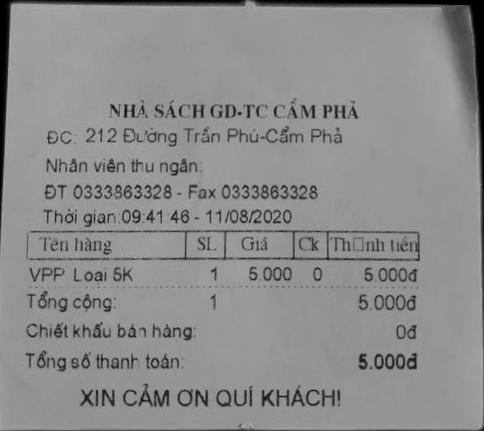 NHÀ SÁCH GD-TC CẨM PHẢ
ĐC: 212 Đường Trần Phú-Cẩm Phả
Nhân viên thu ngân:
ĐT 0333863328 - Fax 0333863328
Thời gian:09:41:46 - 11/08/2020
Tên hàng SL Giá Ck Th□nh tiền
VPP Loại 5K 1 5.000 0 5.000đ
Tổng cộng: 1 5.000đ
Chiết khấu bán hàng: 0đ
Tổng số thanh toán: 5.000đ
XIN CẢM ƠN QUÍ KHÁCH!